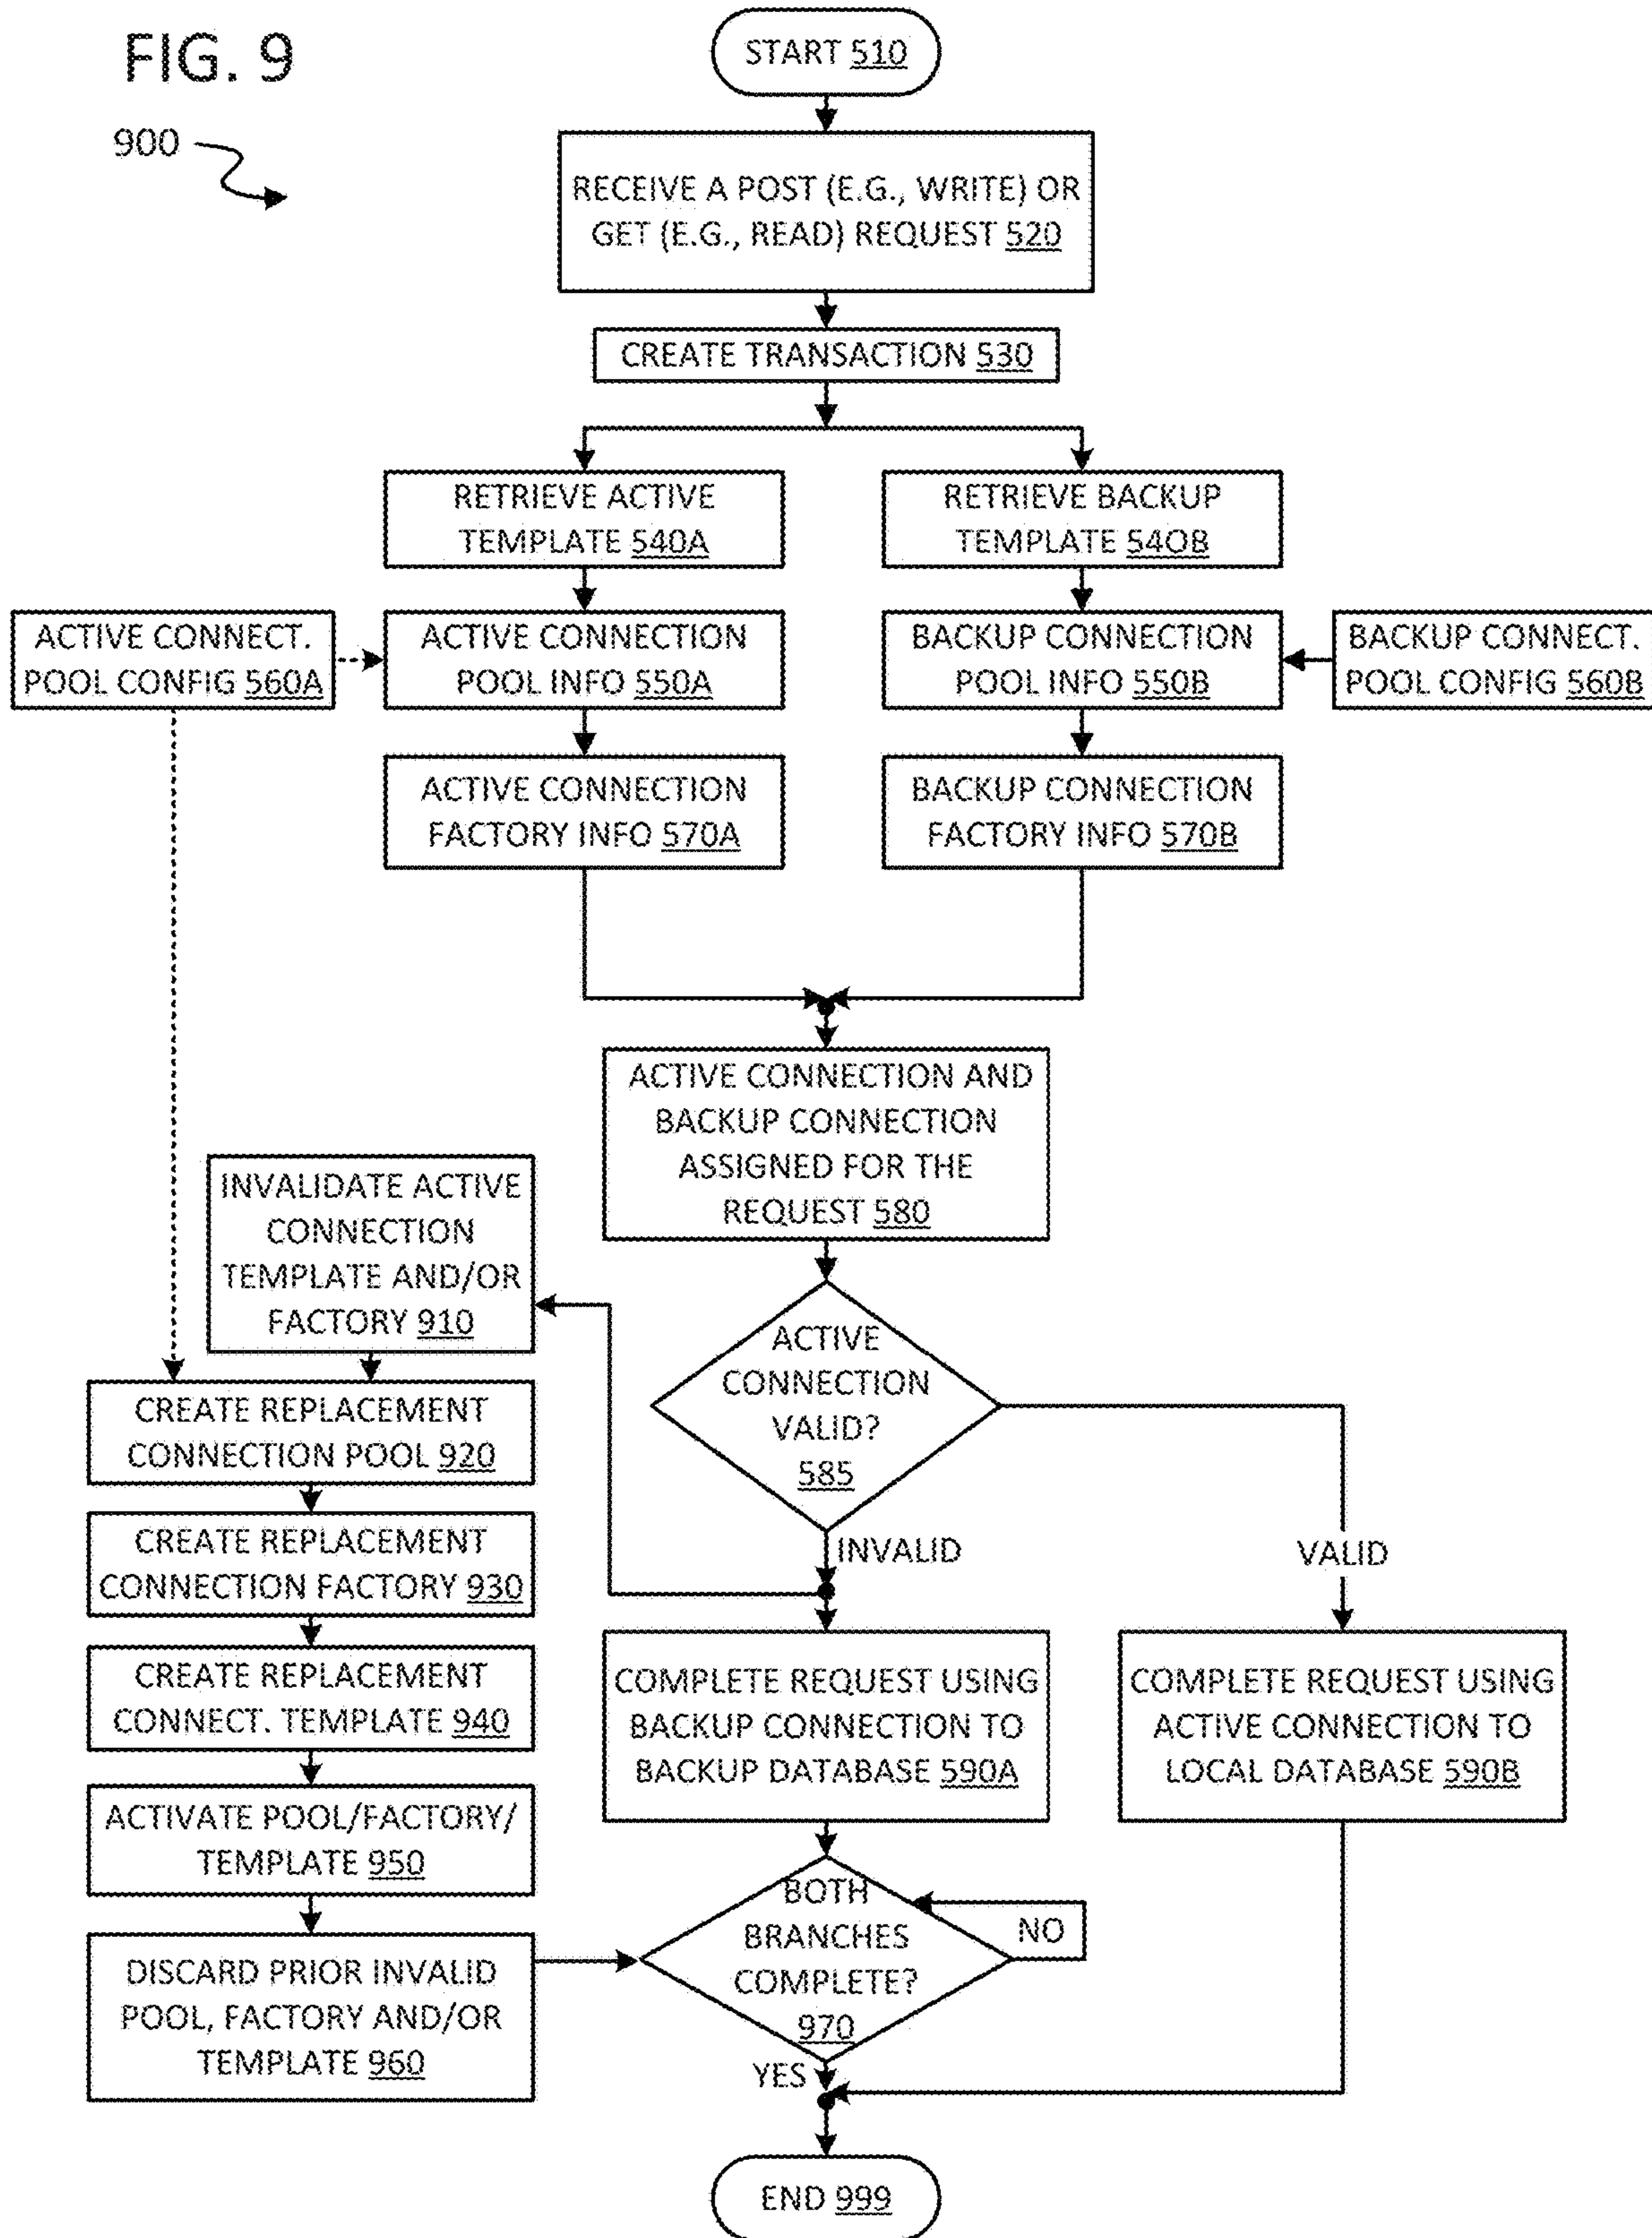 FIG. 9
900
START 510
RECEIVE A POST (E.G., WRITE) OR
GET (E.G., READ) REQUEST 520
CREATE TRANSACTION 530
RETRIEVE ACTIVE
TEMPLATE 540A
RETRIEVE BACKUP
TEMPLATE 54OB
ACTIVE CONNECT.
POOL CONFIG 560A
ACTIVE CONNECTION
POOL INFO 550A
BACKUP CONNECTION
POOL INFO 550B
BACKUP CONNECT.
POOL CONFIG 560B
ACTIVE CONNECTION
FACTORY INFO 570A
BACKUP CONNECTION
FACTORY INFO 570B
ACTIVE CONNECTION AND
BACKUP CONNECTION
ASSIGNED FOR THE
REQUEST 580
INVALIDATE ACTIVE
CONNECTION
TEMPLATE AND/OR
FACTORY 910
ACTIVE
CONNECTION
VALID?
585
CREATE REPLACEMENT
CONNECTION POOL 920
INVALID
VALID
CREATE REPLACEMENT
CONNECTION FACTORY 930
CREATE REPLACEMENT
CONNECT. TEMPLATE 940
COMPLETE REQUEST USING
BACKUP CONNECTION TO
BACKUP DATABASE 590A
COMPLETE REQUEST USING
ACTIVE CONNECTION TO
LOCAL DATABASE 590B
ACTIVATE POOL/FACTORY/
TEMPLATE 950
BOTH
BRANCHES
COMPLETE?
970
NO
DISCARD PRIOR INVALID
POOL, FACTORY AND/OR
TEMPLATE 960
YES
END 999